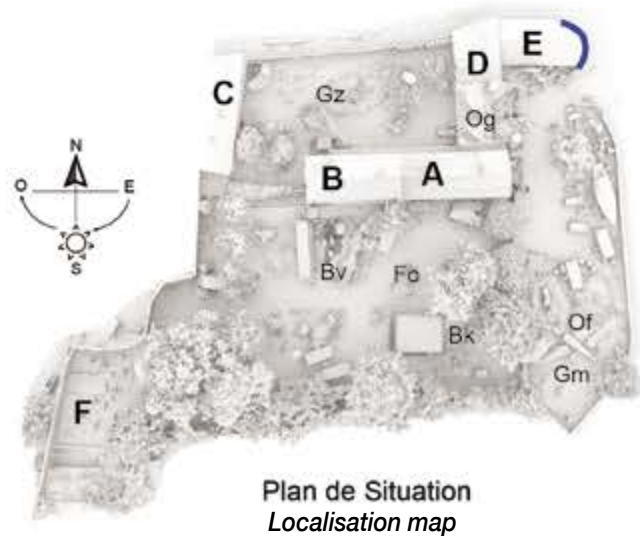 E
D
C
Gz
Og
N
B
A
O
E
S
Bv
Fo
Of
Bk
Gm
F
Plan de Situation
Localisation map